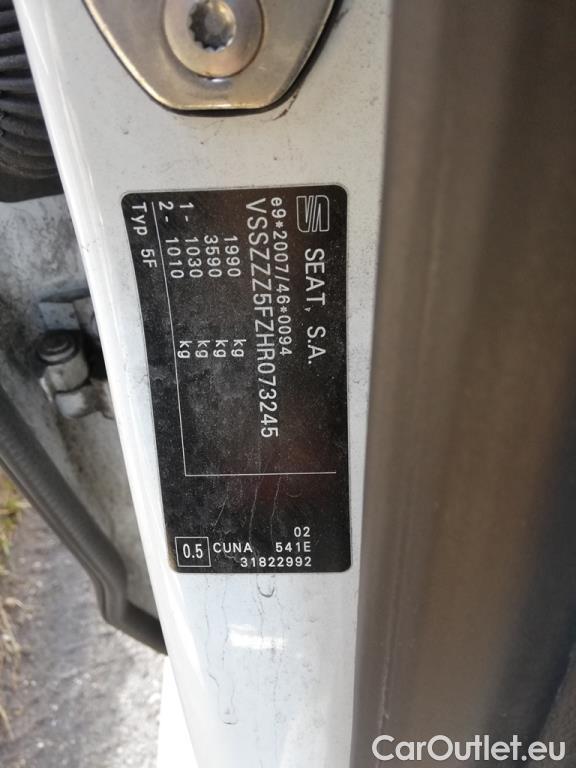 SEAT, S.A.
e9*2007/46*0094
VSSZZZ5FZHR073245
1990 kg
3590 kg
1- 1030 kg
2- 1010 kg
Typ 5F
02
0.5 CUNA 541E
31822992
CarOutlet.eu